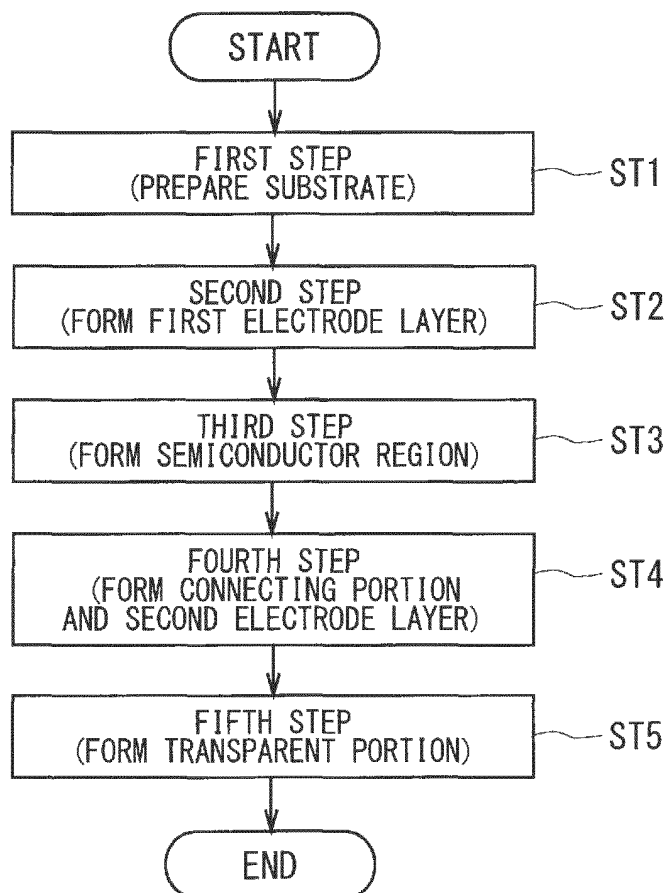 START
FIRST STEP
(PREPARE SUBSTRATE)
ST1
SECOND STEP
(FORM FIRST ELECTRODE LAYER)
ST2
THIRD STEP
(FORM SEMICONDUCTOR REGION)
ST3
FOURTH STEP
(FORM CONNECTING PORTION
AND SECOND ELECTRODE LAYER)
ST4
FIFTH STEP
(FORM TRANSPARENT PORTION)
ST5
END